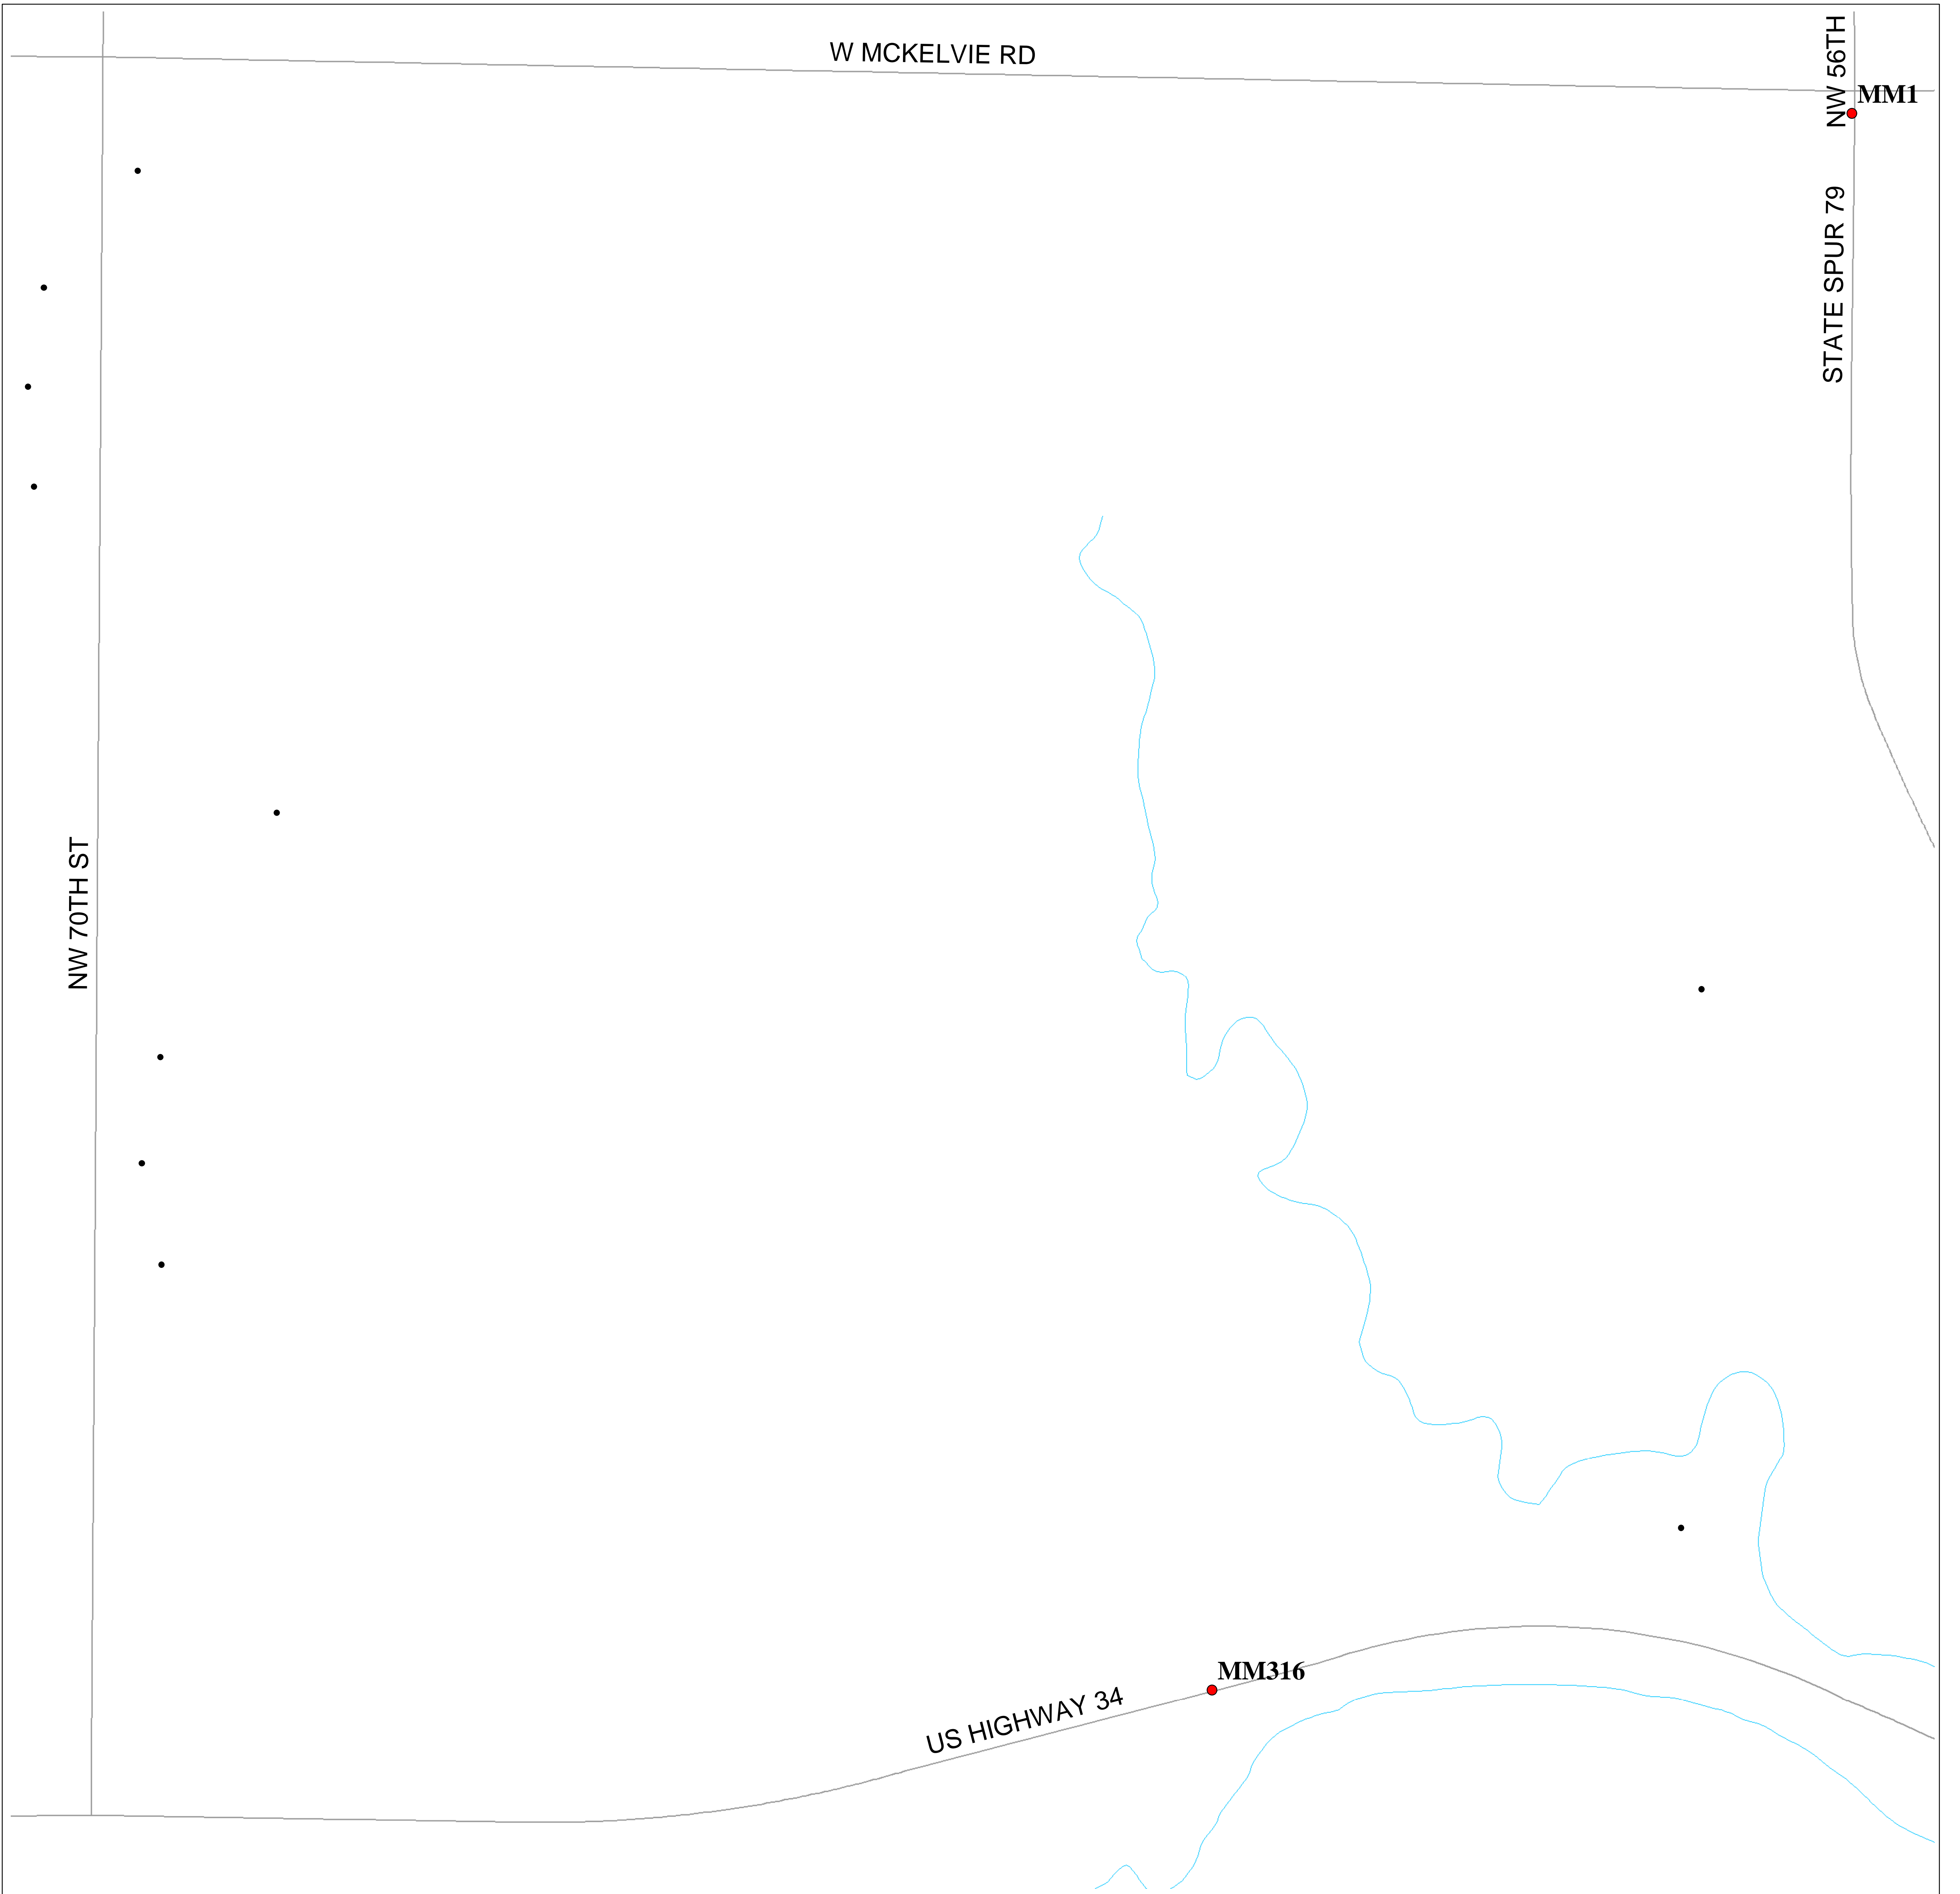 W MCKELVIE RD
NW 56TH
MM1
STATE SPUR 79
NW 70TH ST
MM316
US HIGHWAY 34